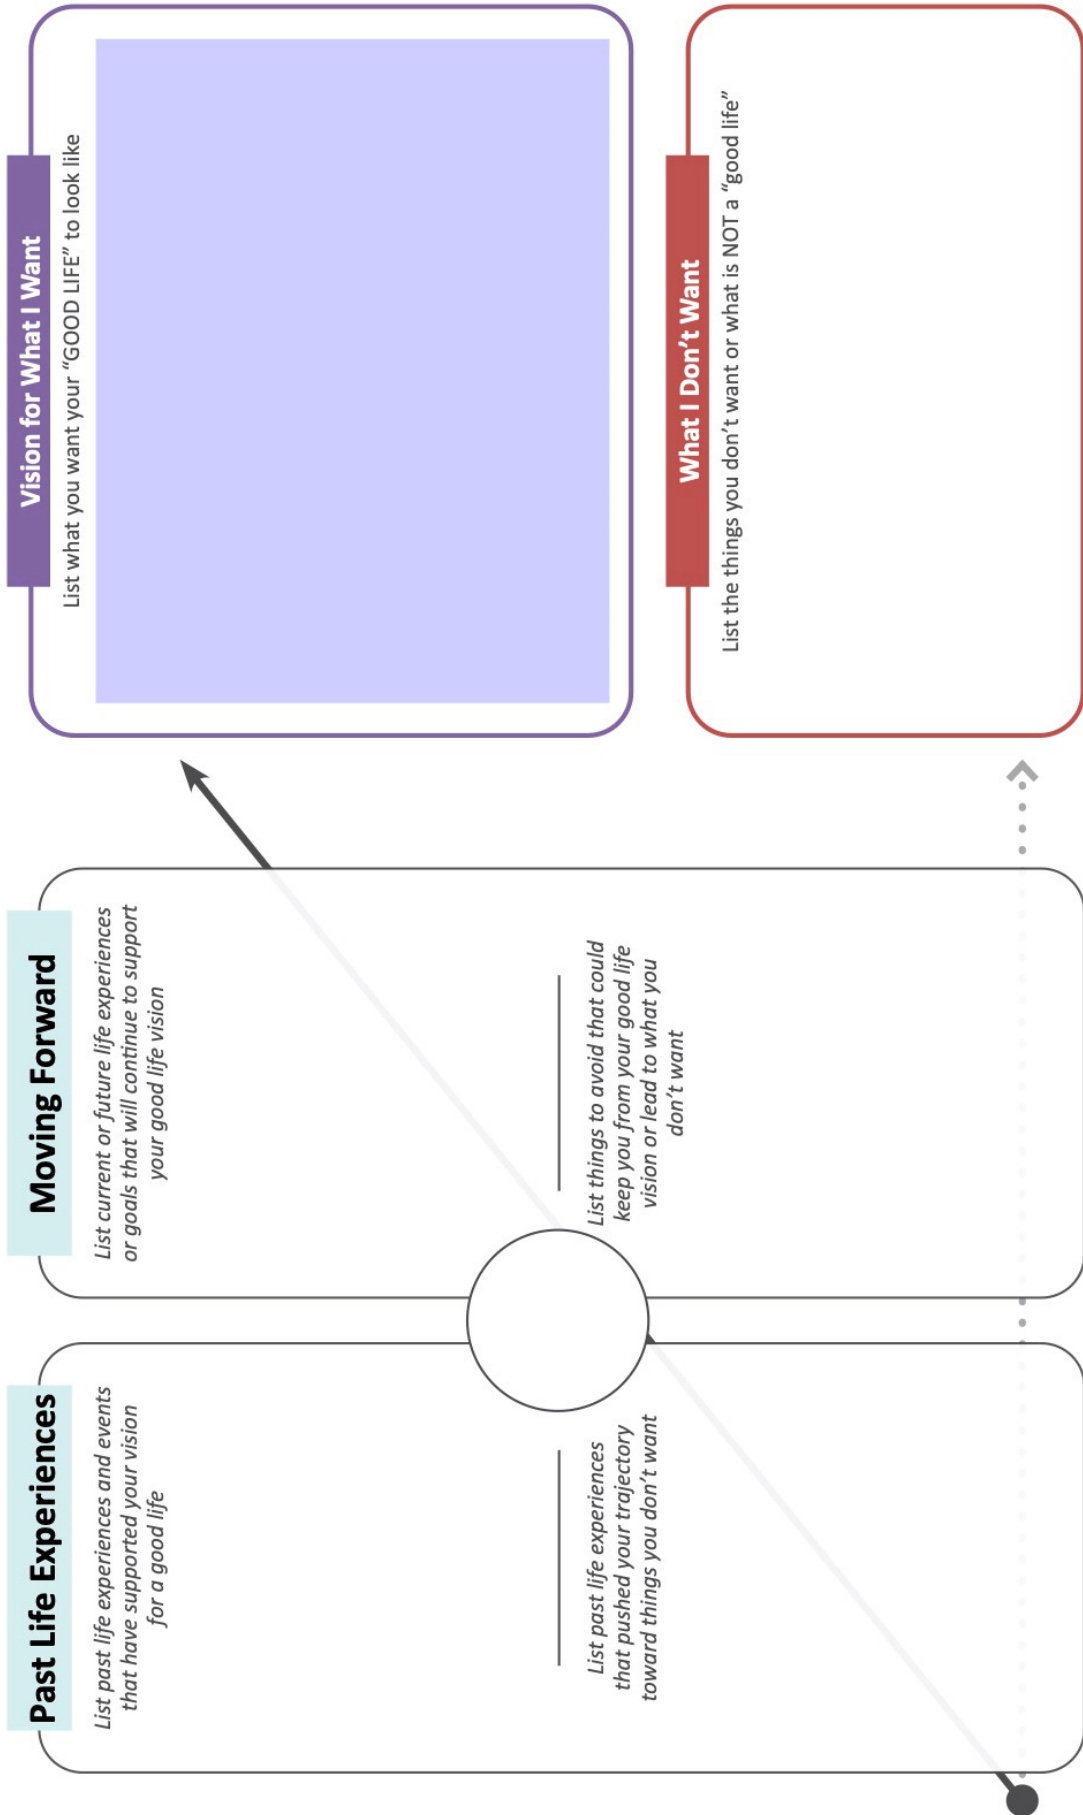 Past Life Experiences
List past life experiences and events
that have supported your vision
for a good life
List past life experiences
that pushed your trajectory
toward things you don’t want
Moving Forward
List current or future life experiences
or goals that will continue to support
your good life vision
List things to avoid that could
keep you from your good life
vision or lead to what you
don’t want
Vision for What I Want
List what you want your “GOOD LIFE” to look like
What I Don’t Want
List the things you don’t want or what is NOT a “good life”